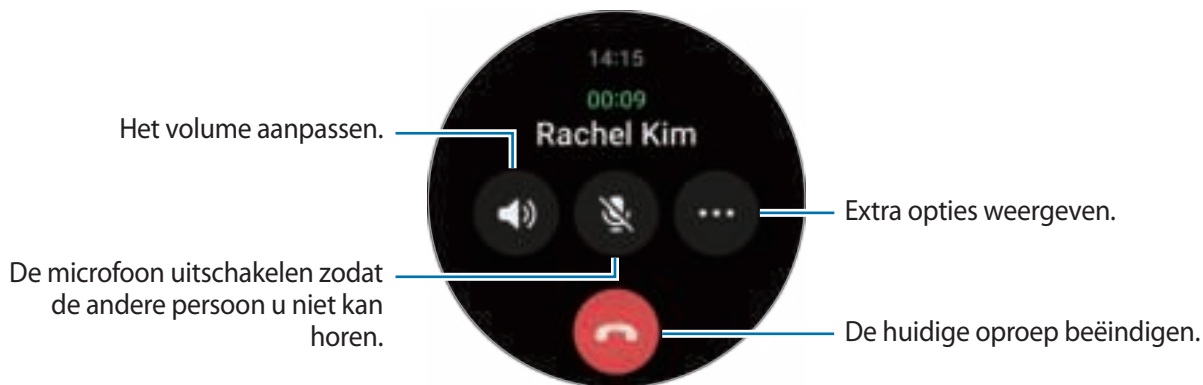 14:15
00:09
Rachel Kim
Het volume aanpassen.
Extra opties weergeven.
De microfoon uitschakelen zodat
de andere persoon u niet kan
horen.
De huidige oproep beëindigen.